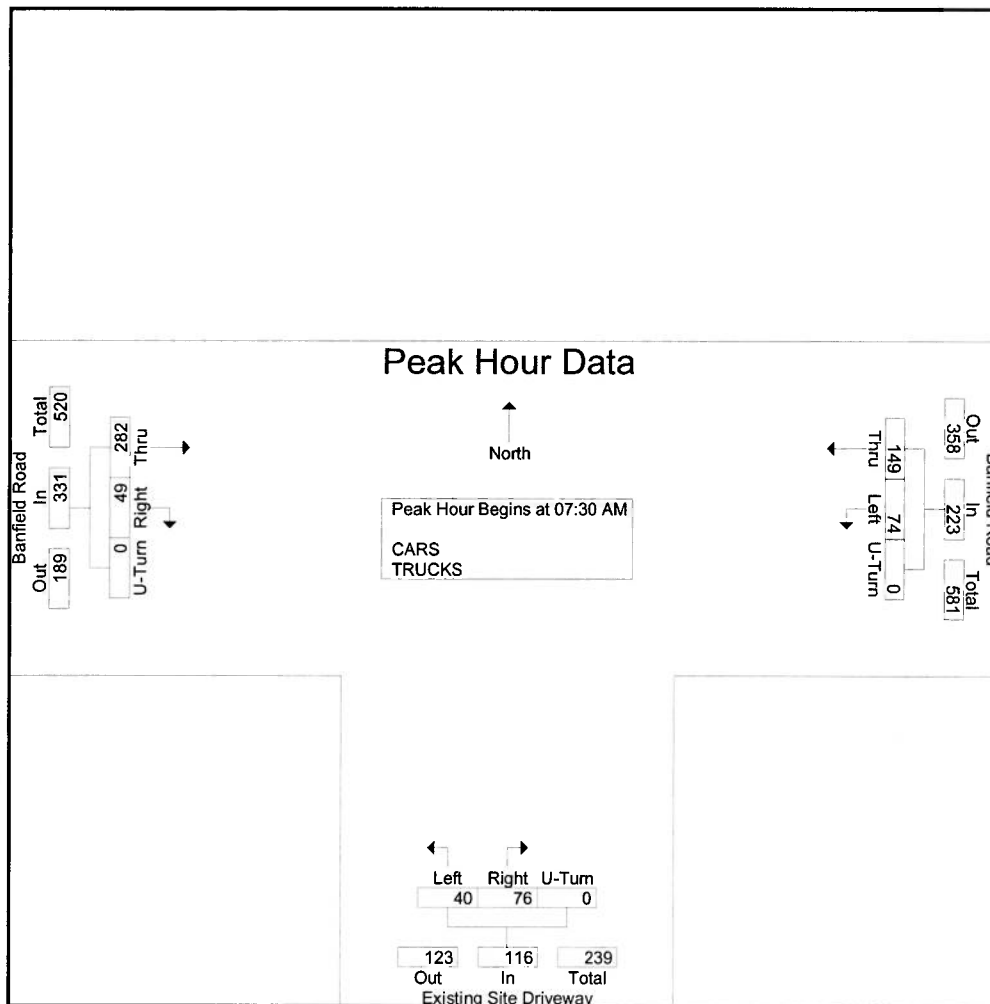 Peak Hour Data
North
Peak Hour Begins at 07:30 AM
CARS
TRUCKS
Banfield Road
Out In Total
189 331 520
0 49 282
U-Turn Right Thru
Out In Total
358 223 581
149 74 0
Thru Left U-Turn
Left Right U-Turn
40 76 0
123 116 239
Out In Total
Existing Site Driveway